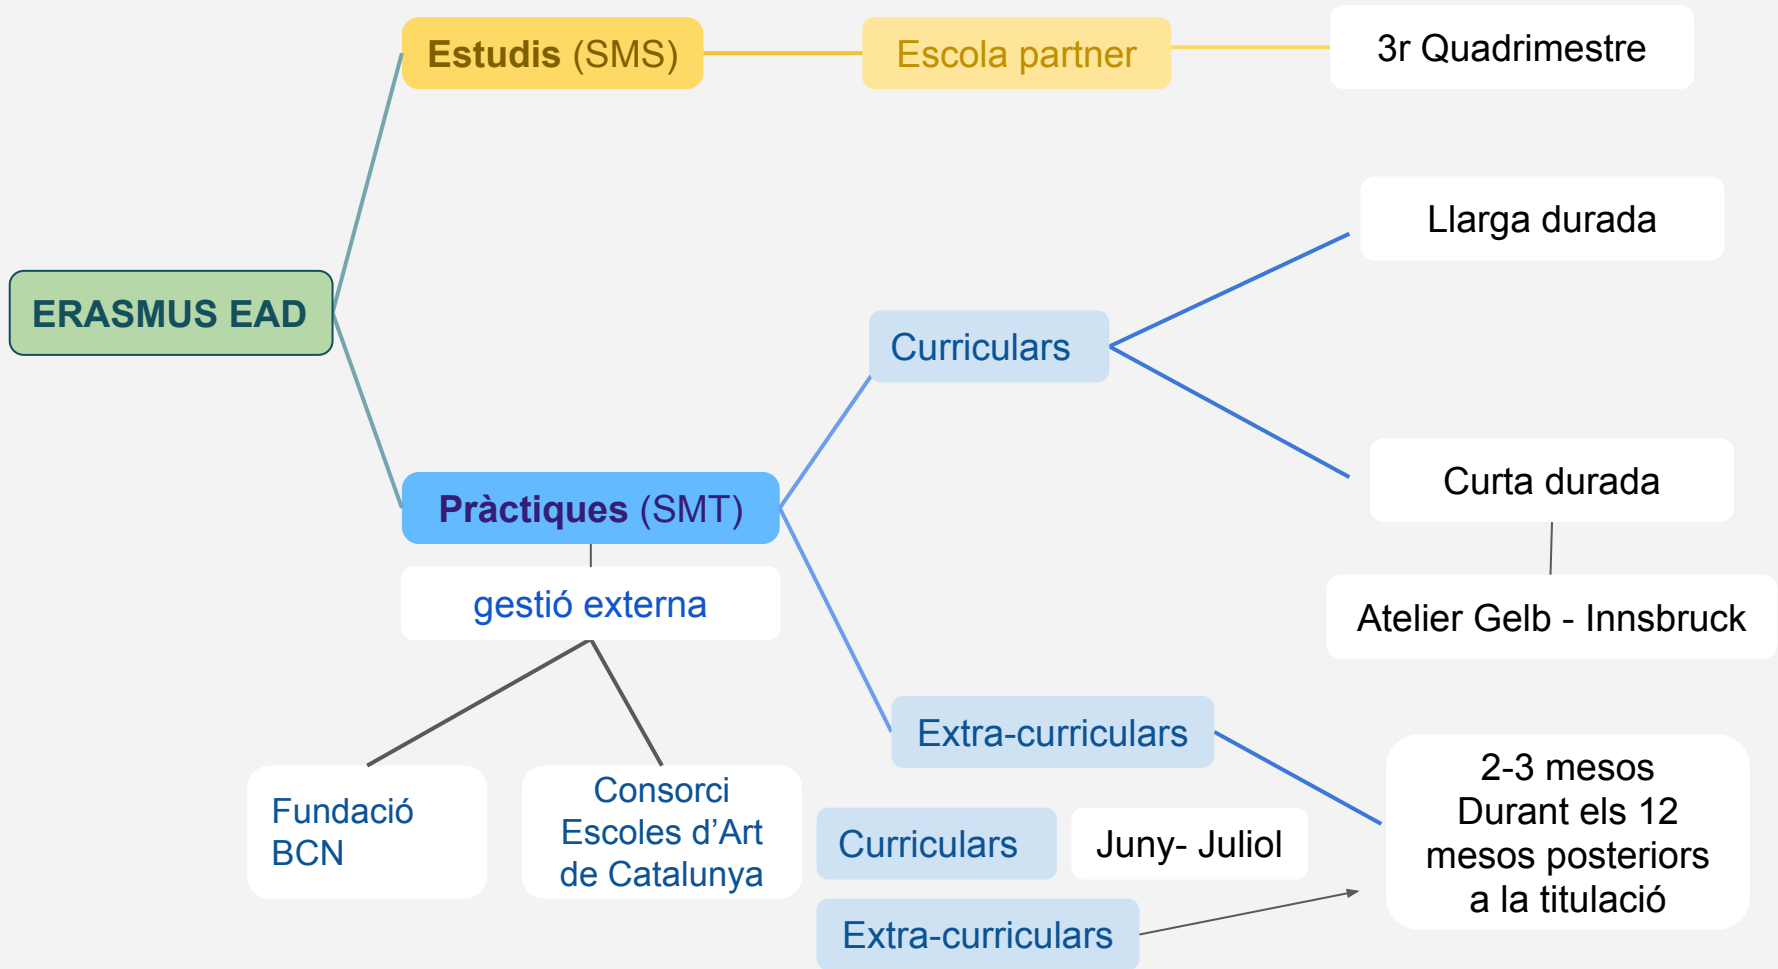 Estudis (SMS)
Escola partner
3r Quadrimestre
Llarga durada
ERASMUS EAD
Curriculars
Curta durada
Pràctiques (SMT)
gestió externa
Atelier Gelb - Innsbruck
Extra-curriculars
2-3 mesos
Durant els 12
mesos posteriors
a la titulació
Fundació
BCN
Consorci
Escoles d’Art
de Catalunya
Curriculars
Juny- Juliol
Extra-curriculars